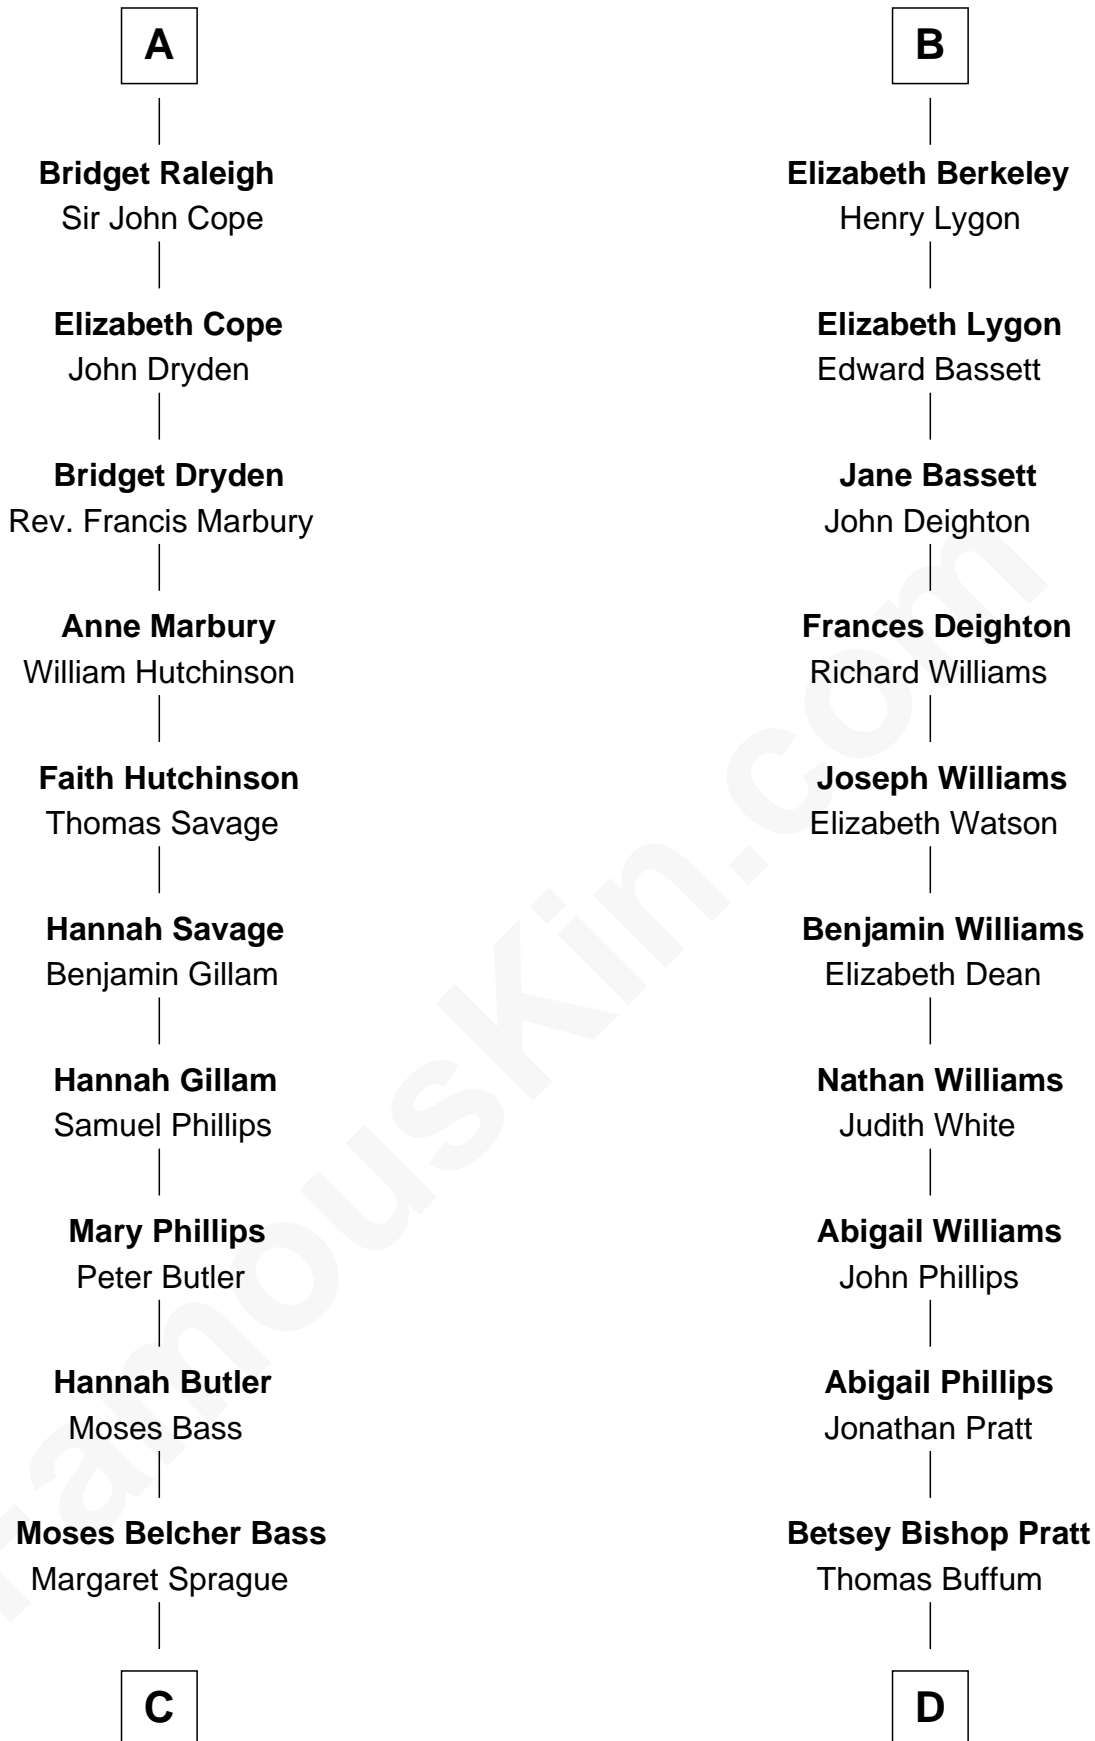 A
Bridget Raleigh
Sir John Cope
Elizabeth Cope
John Dryden
Bridget Dryden
Rev. Francis Marbury
Anne Marbury
William Hutchinson
Faith Hutchinson
Thomas Savage
Hannah Savage
Benjamin Gillam
Hannah Gillam
Samuel Phillips
Mary Phillips
Peter Butler
Hannah Butler
Moses Bass
Moses Belcher Bass
Margaret Sprague
C
B
Elizabeth Berkeley
Henry Lygon
Elizabeth Lygon
Edward Bassett
Jane Bassett
John Deighton
Frances Deighton
Richard Williams
Joseph Williams
Elizabeth Watson
Benjamin Williams
Elizabeth Dean
Nathan Williams
Judith White
Abigail Williams
John Phillips
Abigail Phillips
Jonathan Pratt
Betsey Bishop Pratt
Thomas Buffum
D
FamousKin.com